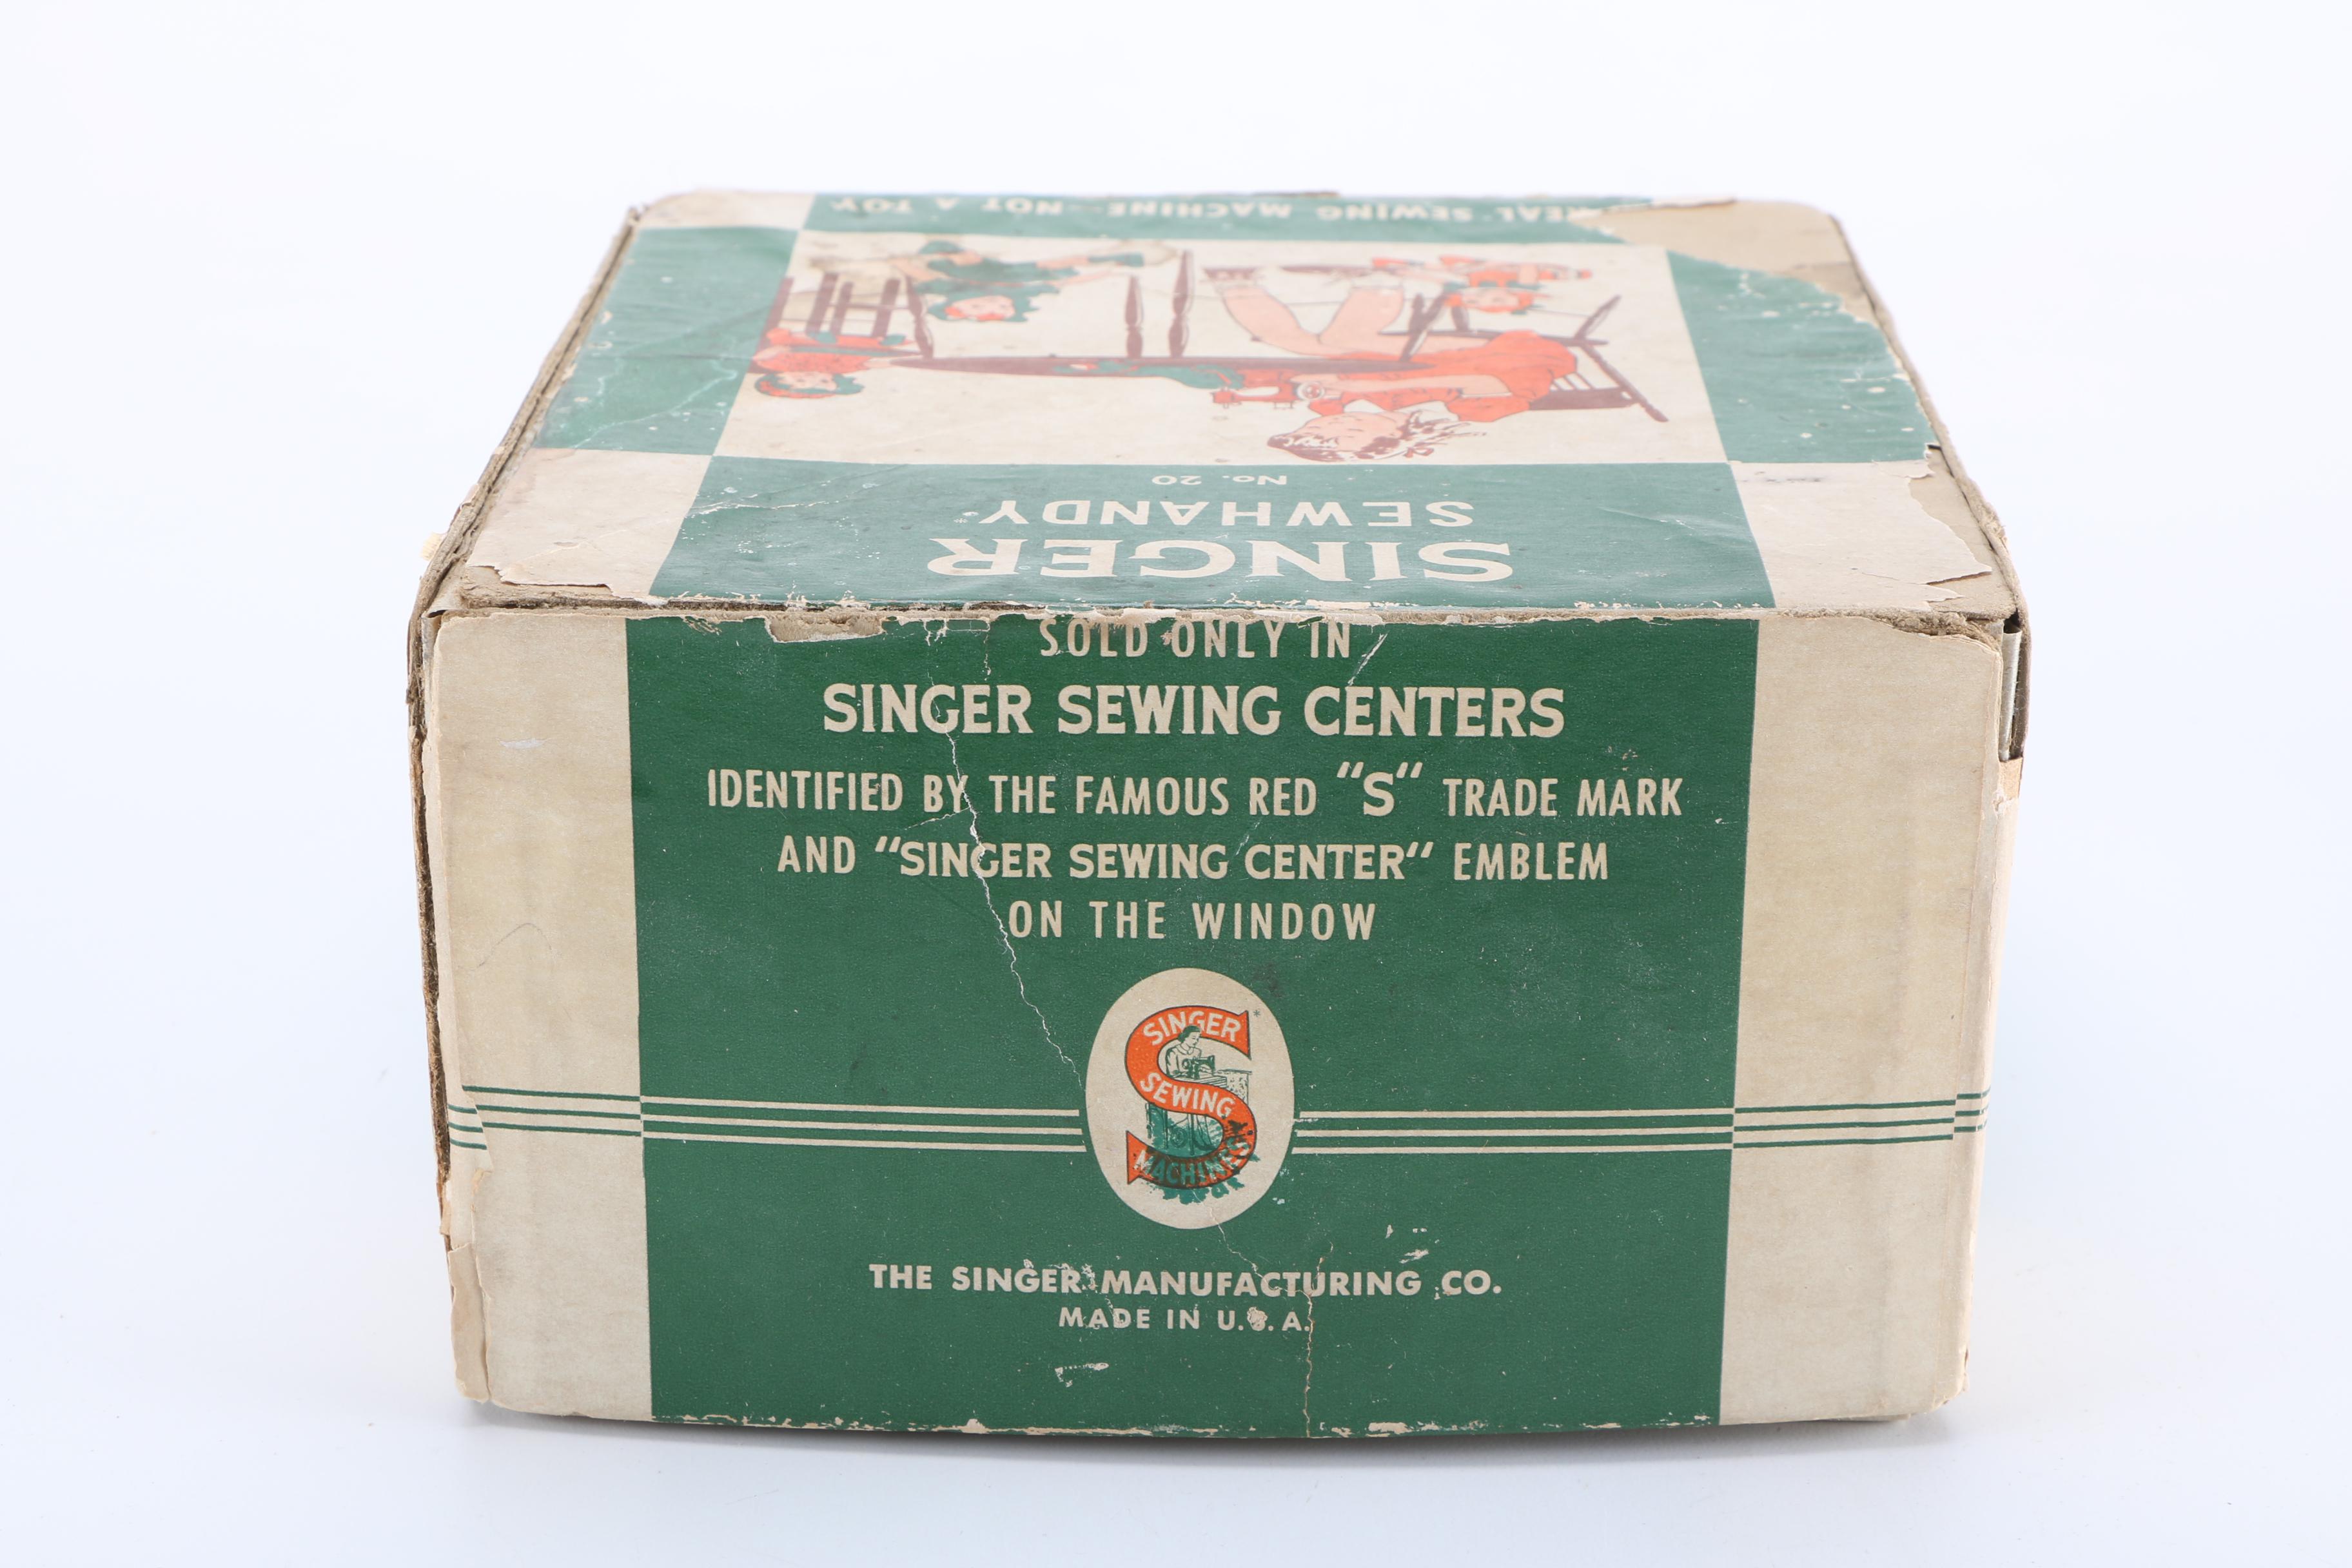 REAL SEWING MACHINE - NOT A TOY
No. 20
SEWHANDY*
SINGER
SOLD ONLY IN
SINGER SEWING CENTERS
IDENTIFIED BY THE FAMOUS RED "S" TRADE MARK
AND "SINGER SEWING CENTER" EMBLEM
ON THE WINDOW
SINGER*
SEWING
MACHINES
THE SINGER MANUFACTURING CO.
MADE IN U.S.A.